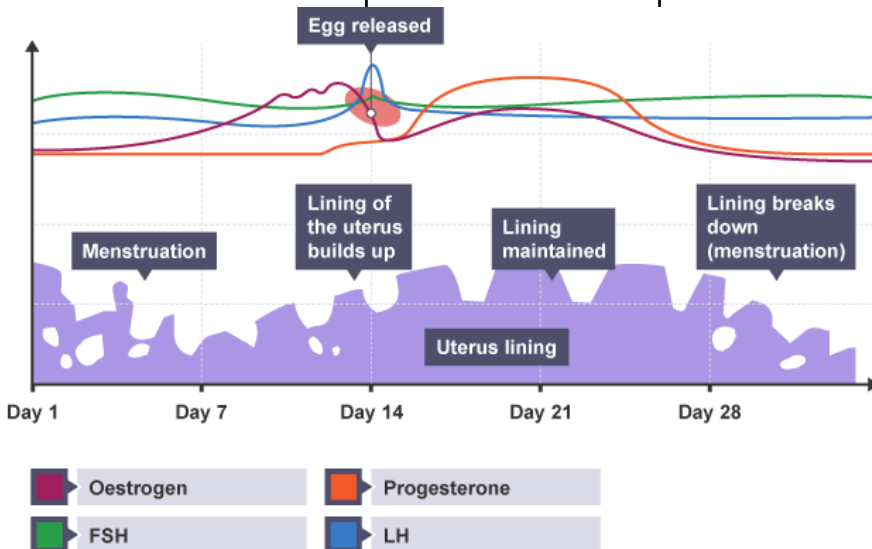 Egg released
Lining of
the uterus
builds up
Lining
maintained
Lining breaks
down
(menstruation)
Menstruation
Uterus lining
Day 1
Day 7
Day 14
Day 21
Day 28
Oestrogen
Progesterone
FSH
LH